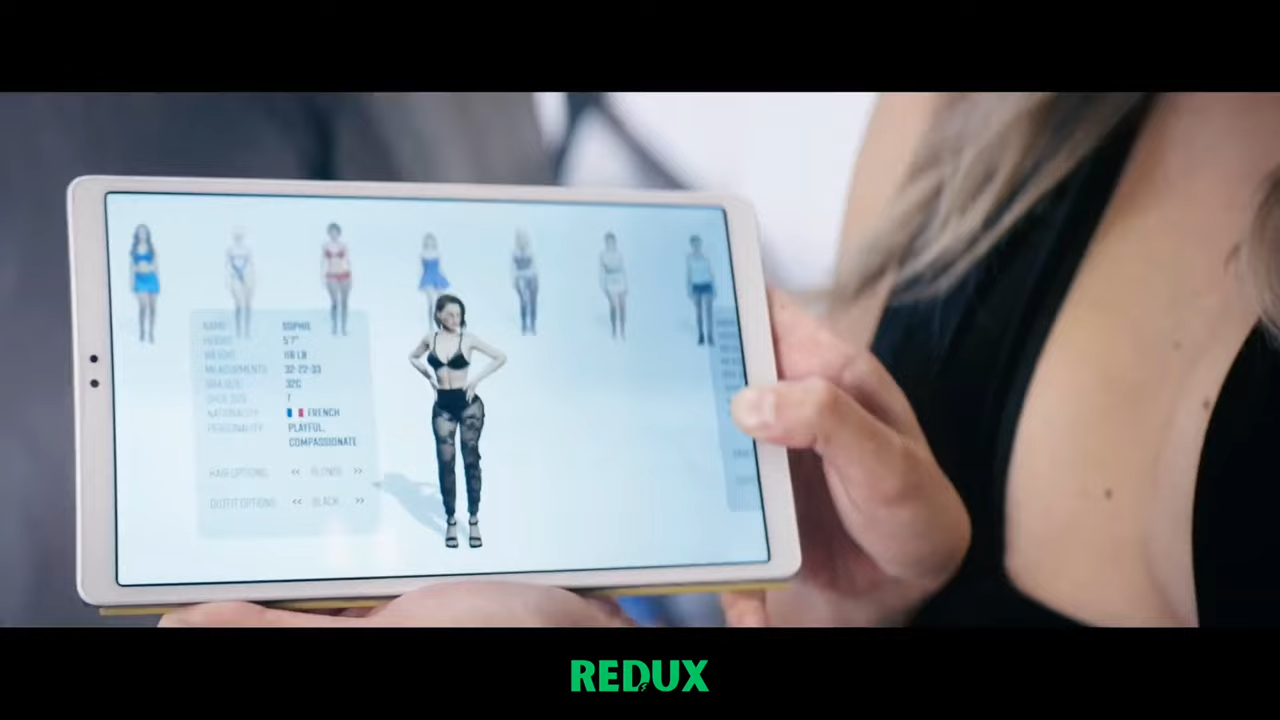 NAME SOPHIE
HEIGHT 5'7"
WEIGHT 118 LB
MEASURMENTS 32-22-33
BRA SIZE 32C
SHOE SIZE 7
NATIONALITY FRENCH
PERSONALITY PLAYFUL,
COMPASSIONATE
HAIR OPTIONS << BLONDE >>
OUTFIT OPTIONS << BLACK >>
REDUX